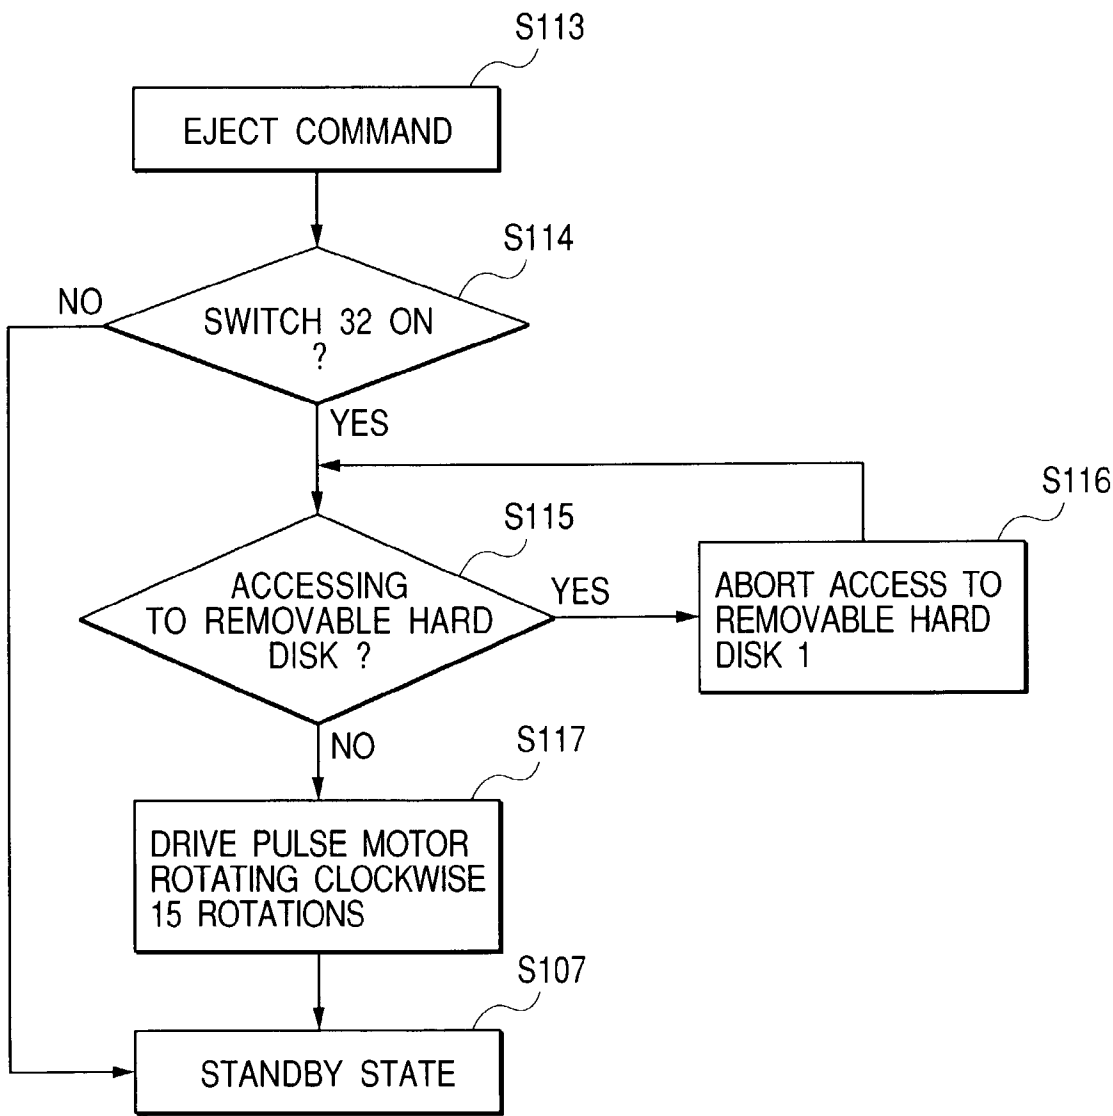 S113
EJECT COMMAND
S114
NO
SWITCH 32 ON
?
YES
S116
S115
ACCESSING
TO REMOVABLE HARD
DISK ?
YES
ABORT ACCESS TO
REMOVABLE HARD
DISK 1
NO
S117
DRIVE PULSE MOTOR
ROTATING CLOCKWISE
15 ROTATIONS
S107
STANDBY STATE